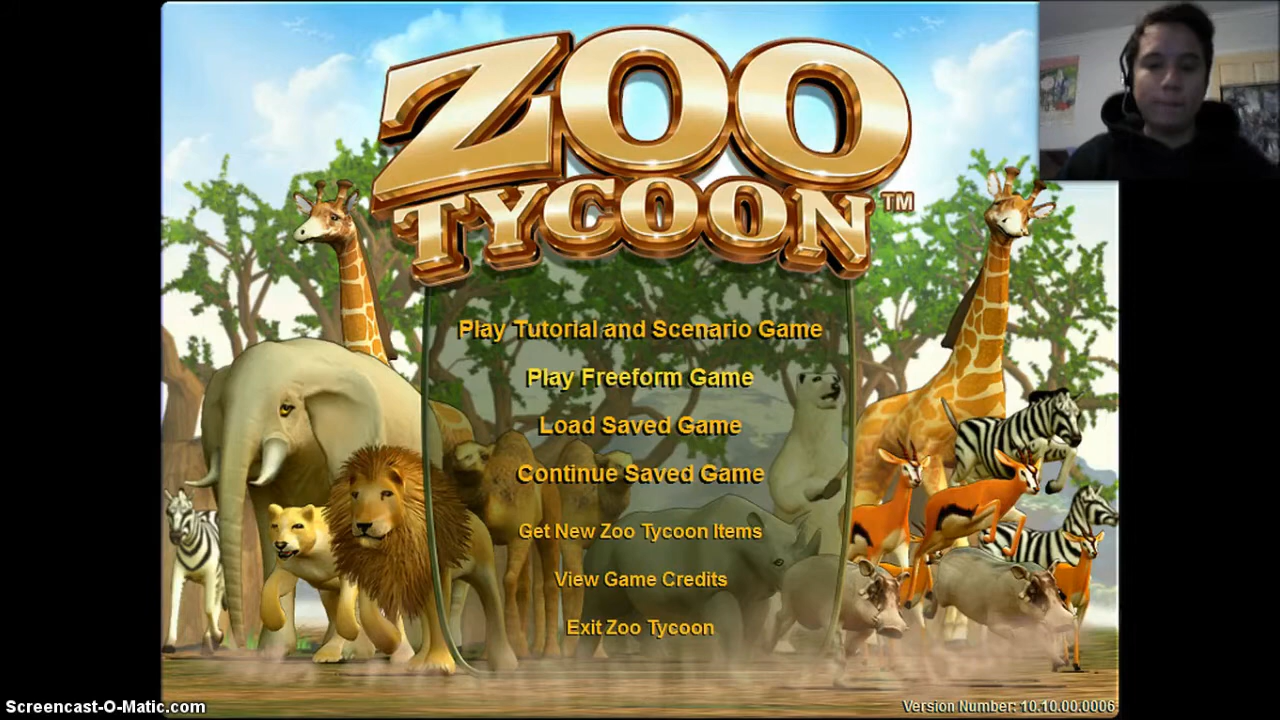 ZOO
TYCOON™
Play Tutorial and Scenario Game
Play Freeform Game
Load Saved Game
Continue Saved Game
Get New Zoo Tycoon Items
View Game Credits
Exit Zoo Tycoon
Screencast-O-Matic.com
Version Number: 10.10.00.0006